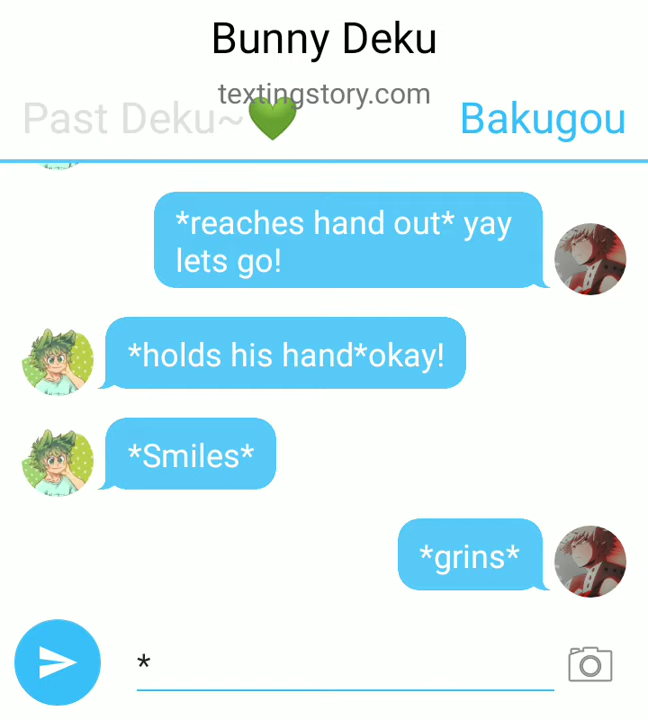 Bunny Deku
textingstory.com
Past Deku~💚
Bakugou
*reaches hand out* yay
lets go!
*holds his hand*okay!
*Smiles*
*grins*
*